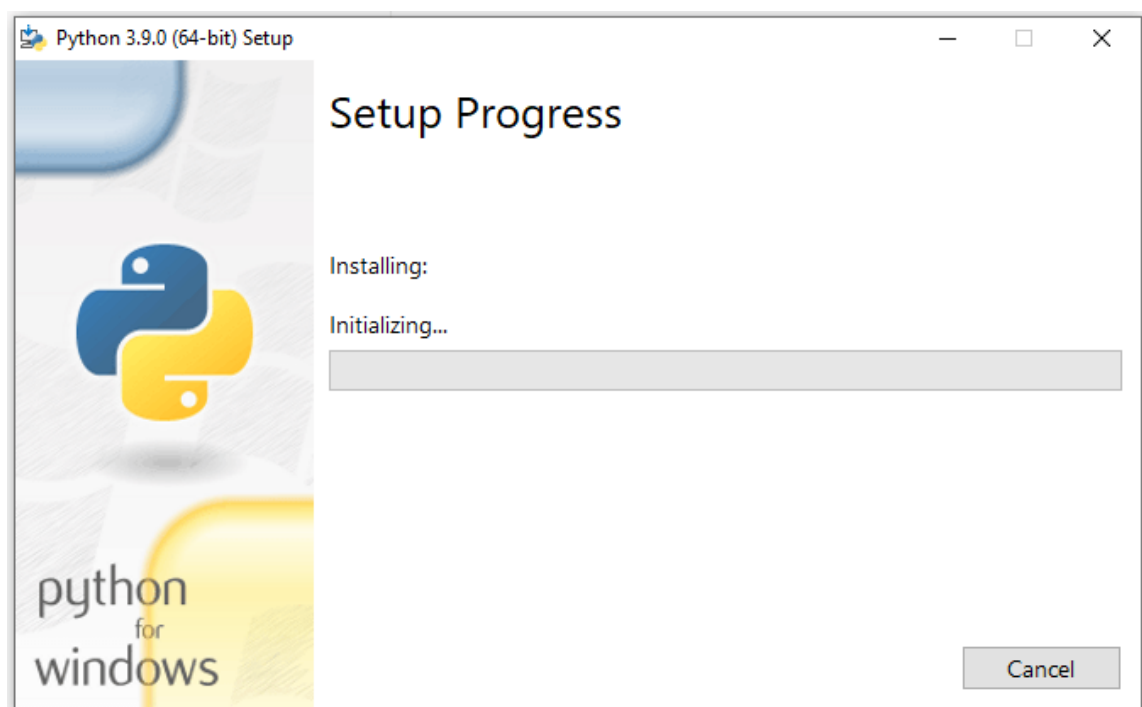 Python 3.9.0 (64-bit) Setup
Setup Progress
Installing:
Initializing...
python
for
windows
Cancel